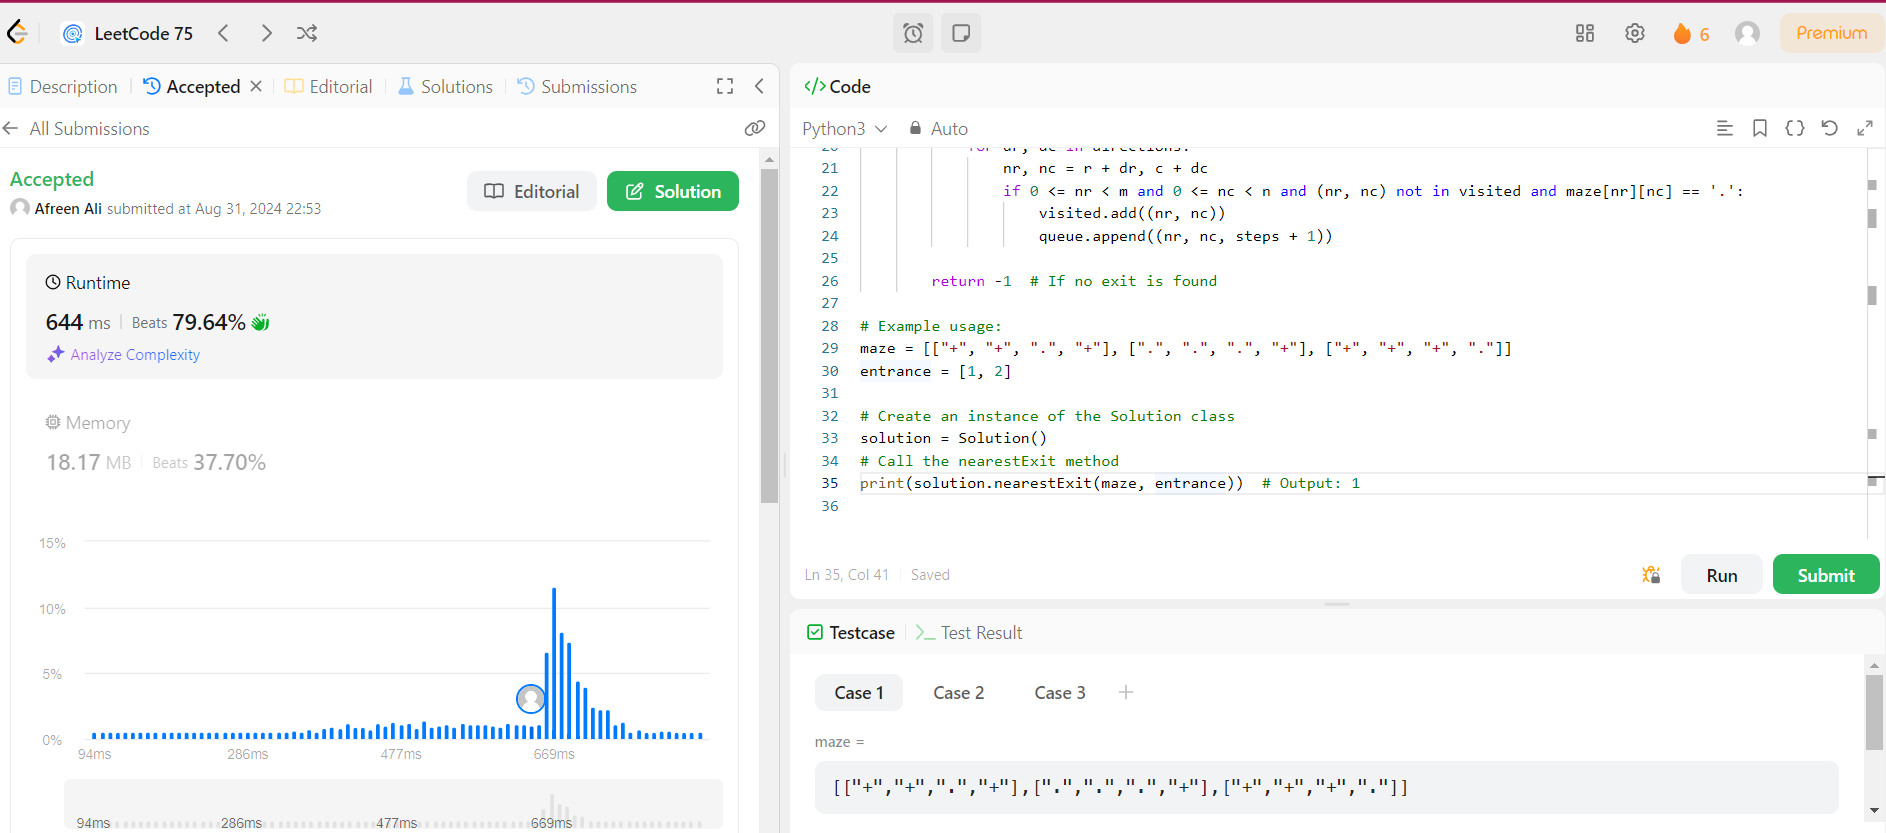 LeetCode 75
6
Premium
Description
Accepted
Editorial
Solutions
Submissions
All Submissions
Accepted
Afreen Ali submitted at Aug 31, 2024 22:53
Editorial
Solution
Runtime
644 ms
Beats 79.64%
Analyze Complexity
Memory
18.17 MB
Beats 37.70%
15%
10%
5%
0%
94ms 286ms 477ms 669ms
94ms 286ms 477ms 669ms
</> Code
Python3
Auto
20 for dr, dc in directions:
21 nr, nc = r + dr, c + dc
22 if 0 <= nr < m and 0 <= nc < n and (nr, nc) not in visited and maze[nr][nc] == '.':
23 visited.add((nr, nc))
24 queue.append((nr, nc, steps + 1))
25
26 return -1  # If no exit is found
27
28 # Example usage:
29 maze = [["+", "+", ".", "+"], [".", ".", ".", "+"], ["+", "+", "+", "."]]
30 entrance = [1, 2]
31
32 # Create an instance of the Solution class
33 solution = Solution()
34 # Call the nearestExit method
35 print(solution.nearestExit(maze, entrance))  # Output: 1
36
Ln 35, Col 41
Saved
Run
Submit
Testcase
Test Result
Case 1
Case 2
Case 3
maze =
[["+","+",".","+"],[".",".",".","+"],["+","+","+","."]]